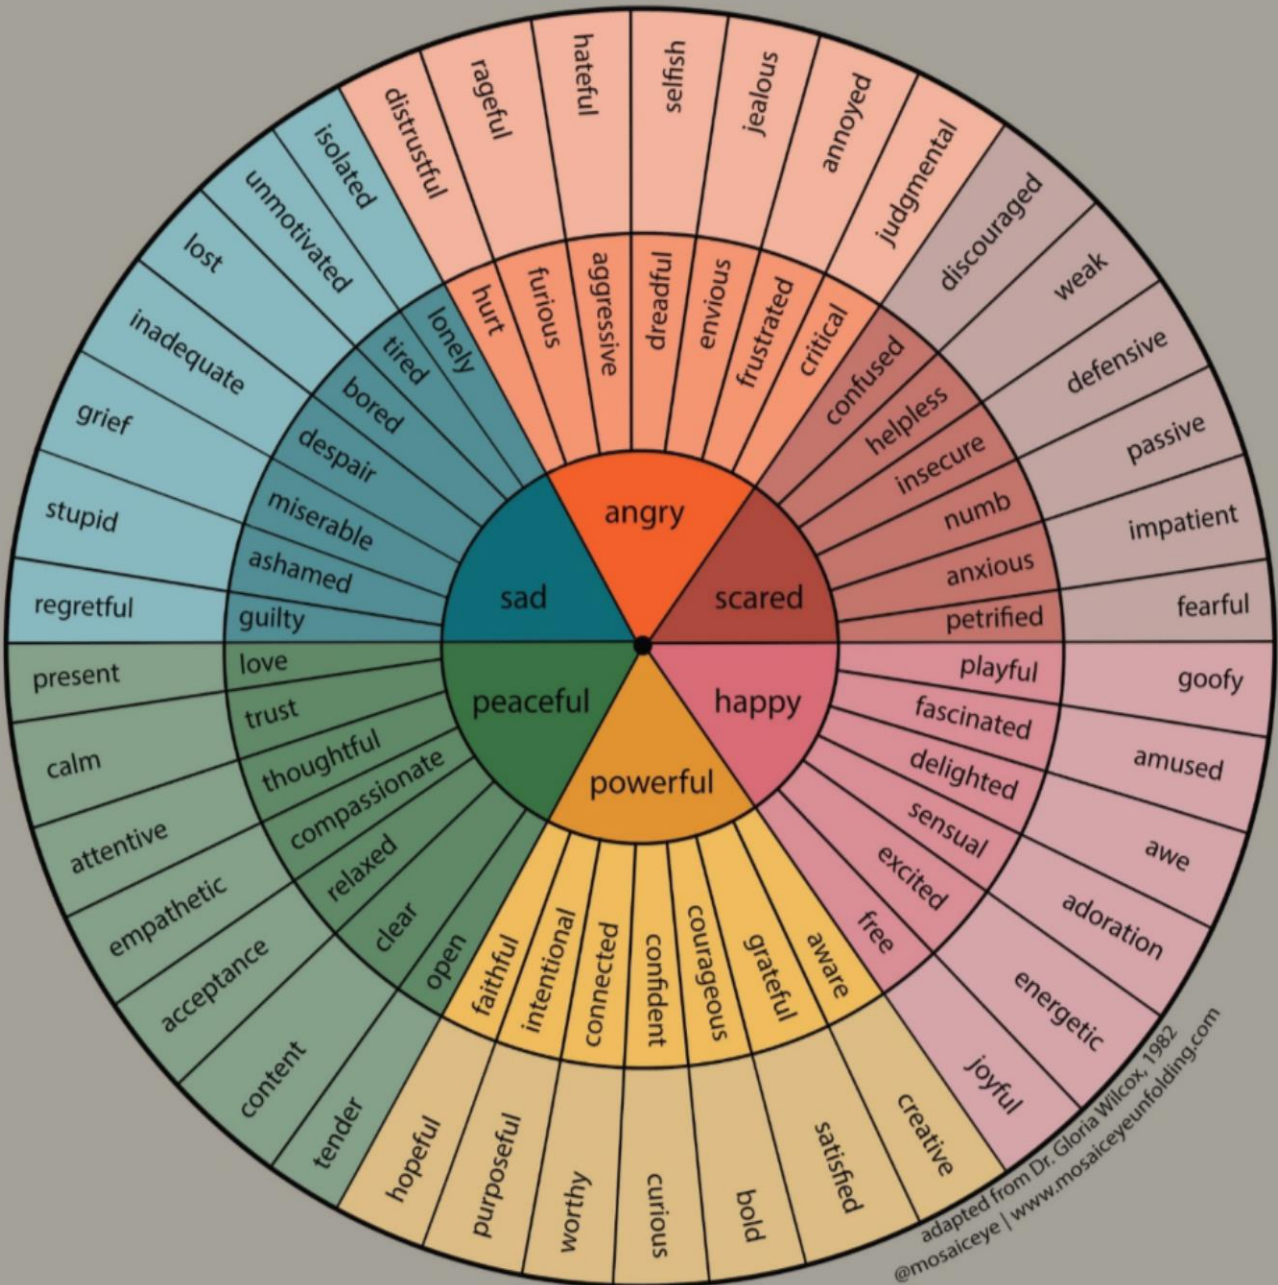 angry
scared
happy
powerful
peaceful
sad
hurt
furious
aggressive
dreadful
envious
frustrated
critical
confused
helpless
insecure
numb
anxious
petrified
playful
fascinated
delighted
sensual
excited
free
aware
grateful
courageous
confident
connected
intentional
faithful
open
clear
relaxed
compassionate
thoughtful
trust
love
guilty
ashamed
miserable
despair
bored
tired
lonely
distrustful
rageful
hateful
selfish
jealous
annoyed
judgmental
discouraged
weak
defensive
passive
impatient
fearful
goofy
amused
awe
adoration
energetic
joyful
creative
satisfied
bold
curious
worthy
purposeful
hopeful
tender
content
acceptance
empathetic
attentive
calm
present
regretful
stupid
grief
inadequate
lost
unmotivated
isolated
adapted from Dr. Gloria Wilcox, 1982
@mosaiceye | www.mosaiceyeunfolding.com